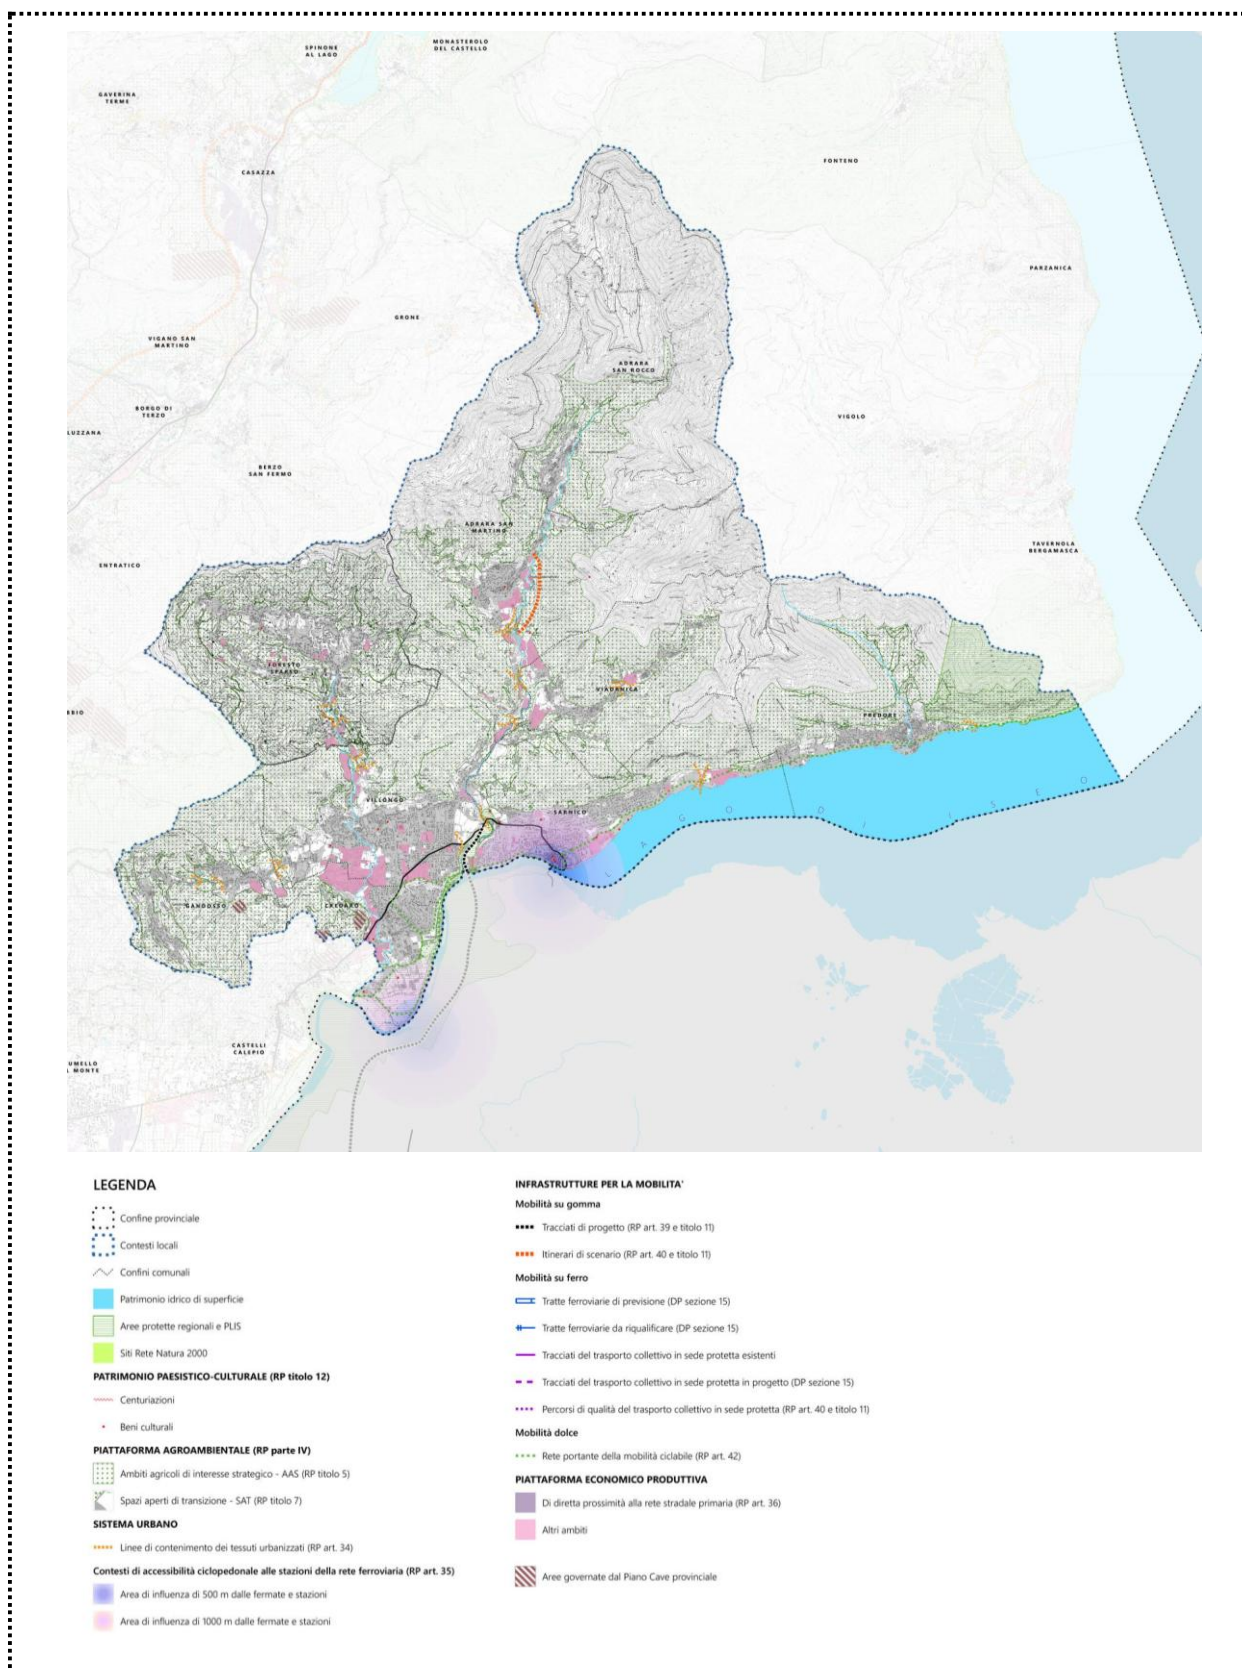 SPINONE
AL LAGO
MONASTEROLO
DEL CASTELLO
GAVERINA
TERME
CASAZZA
FONTENO
PARZANICA
GRONE
VIGANO SAN
MARTINO
ADRARA
SAN ROCCO
BORGO DI
TERZO
VIGOLO
LUZZANA
BERZO
SAN FERMO
ADRARA SAN
MARTINO
TAVERNOLA
BERGAMASCA
ENTRATICO
FORESTO
SPARSO
VIADANICA
PREDORE
VILLONGO
SARNICO
LAGO D'ISEO
GANDOSSO
CREDARO
CASTELLI
CALEPIO
UMELLO
L MONTE
LEGENDA
Confine provinciale
Contesti locali
Confini comunali
Patrimonio idrico di superficie
Aree protette regionali e PLIS
Siti Rete Natura 2000
PATRIMONIO PAESISTICO-CULTURALE (RP titolo 12)
Centuriazioni
Beni culturali
PIATTAFORMA AGROAMBIENTALE (RP parte IV)
Ambiti agricoli di interesse strategico - AAS (RP titolo 5)
Spazi aperti di transizione - SAT (RP titolo 7)
SISTEMA URBANO
Linee di contenimento dei tessuti urbanizzati (RP art. 34)
Contesti di accessibilità ciclopedonale alle stazioni della rete ferroviaria (RP art. 35)
Area di influenza di 500 m dalle fermate e stazioni
Area di influenza di 1000 m dalle fermate e stazioni
INFRASTRUTTURE PER LA MOBILITA'
Mobilità su gomma
Tracciati di progetto (RP art. 39 e titolo 11)
Itinerari di scenario (RP art. 40 e titolo 11)
Mobilità su ferro
Tratte ferroviarie di previsione (DP sezione 15)
Tratte ferroviarie da riqualificare (DP sezione 15)
Tracciati del trasporto collettivo in sede protetta esistenti
Tracciati del trasporto collettivo in sede protetta in progetto (DP sezione 15)
Percorsi di qualità del trasporto collettivo in sede protetta (RP art. 40 e titolo 11)
Mobilità dolce
Rete portante della mobilità ciclabile (RP art. 42)
PIATTAFORMA ECONOMICO PRODUTTIVA
Di diretta prossimità alla rete stradale primaria (RP art. 36)
Altri ambiti
Aree governate dal Piano Cave provinciale